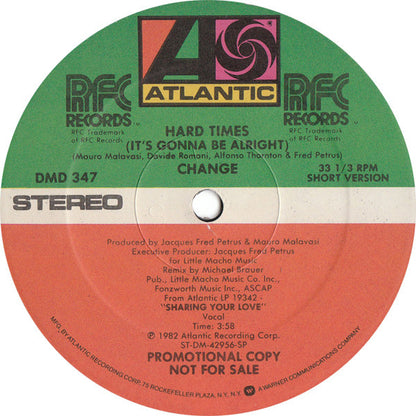 RFC
RECORDS™
RFC Trademark
of RFC Records
A
ATLANTIC
RFC
RECORDS™
RFC Trademark
of RFC Records
HARD TIMES
(IT'S GONNA BE ALRIGHT)
(Mauro Malavasi, Davide Romani, Alfonso Thornton & Fred Petrus)
CHANGE
DMD 347
33 1/3 RPM
SHORT VERSION
STEREO
Produced by Jacques Fred Petrus & Mauro Malavasi
Executive Producer: Jacques Fred Petrus
for Little Macho Music
Remix by Michael Brauer
Pub., Little Macho Music Co. Inc.,
Fonzworth Music Inc., ASCAP
From Atlantic LP 19342 -
"SHARING YOUR LOVE"
Vocal
Time: 3:58
℗ 1982 Atlantic Recording Corp.
ST-DM-42956-SP
PROMOTIONAL COPY
NOT FOR SALE
MFG. BY ATLANTIC RECORDING CORP. 75 ROCKEFELLER PLAZA, N.Y., N.Y. A WARNER COMMUNICATIONS COMPANY